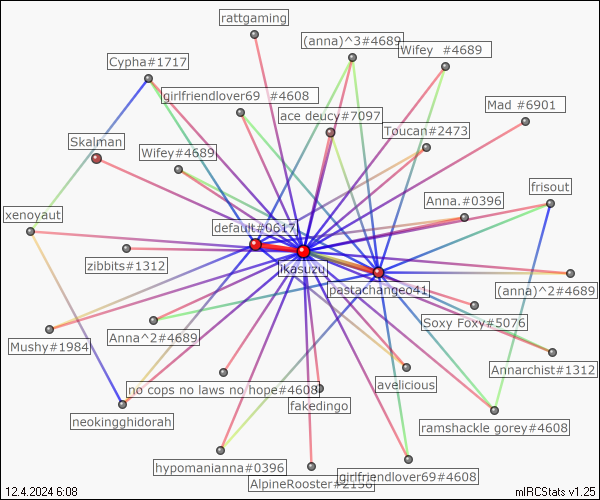 rattgaming
(anna)^3#4689
Wifey #4689
Cypha#1717
girlfriendlover69 #4608
Mad #6901
ace deucy#7097
Toucan#2473
Skalman
Wifey#4689
frisout
Anna.#0396
xenovaut
default#0617
zibbits#1312
ikasuzu
pastachangeo41
(anna)^2#4689
Soxy Foxy#5076
Anna^2#4689
Mushy#1984
Annarchist#1312
avelicious
no cops no laws no hope#4608
fakedingo
neokingghidorah
ramshackle gorey#4608
hypomanianna#0396
girlfriendlover69#4608
AlpineRooster#2156
12.4.2024 6:08
mIRCStats v1.25